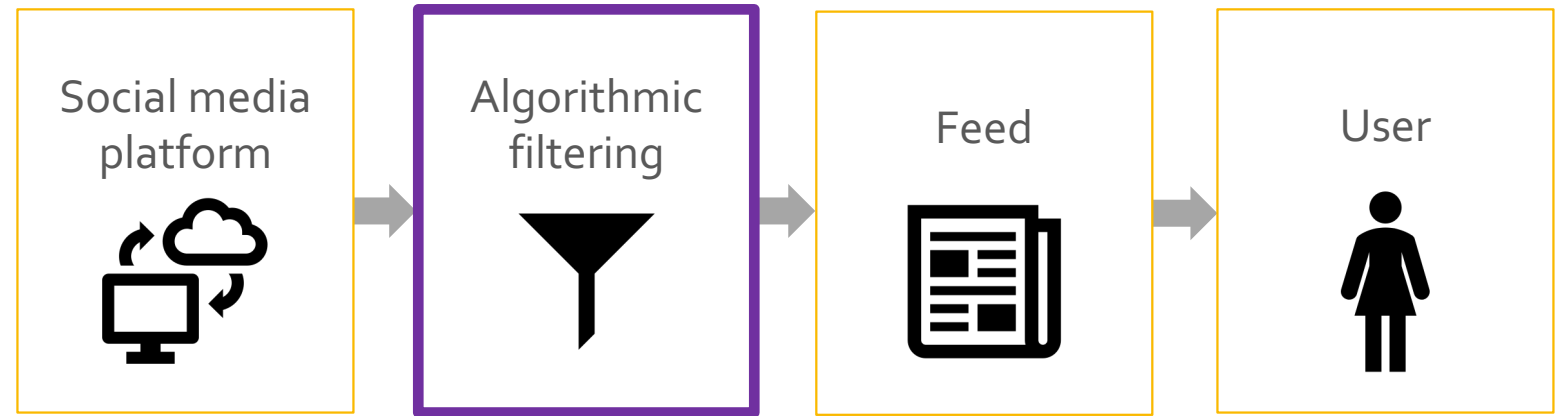 Social media
platform
Algorithmic
filtering
Feed
User